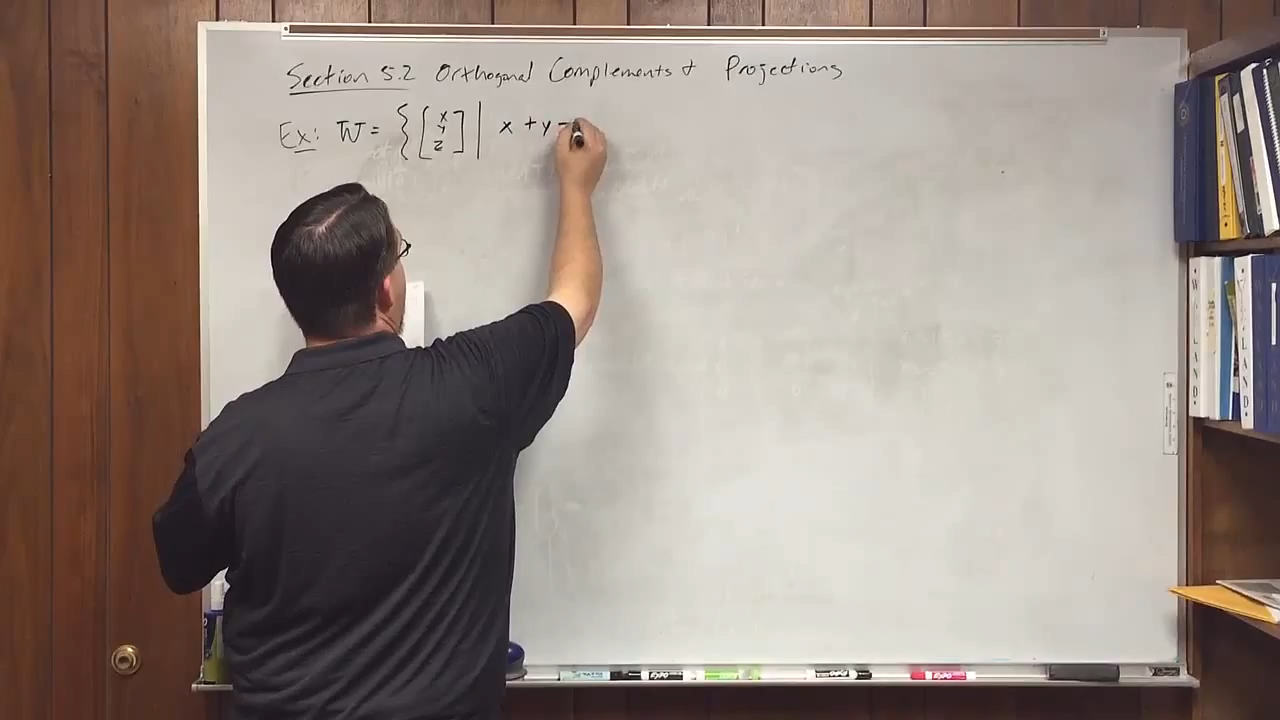 Section 5.2 Orthogonal Complements & Projections
Ex: W = { [x y z] | x + y -